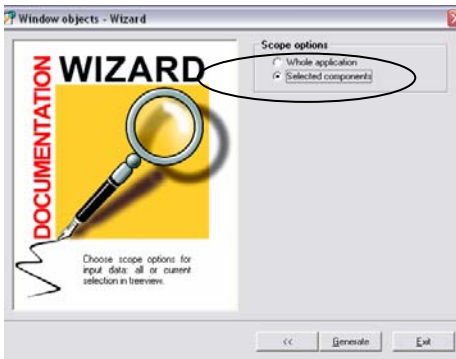 Window objects - Wizard
WIZARD
DOCUMENTATION
Choose scope options for
input data: all or current
selection in treeview.
Scope options
Whole application
Selected components
<<
Generate
Exit